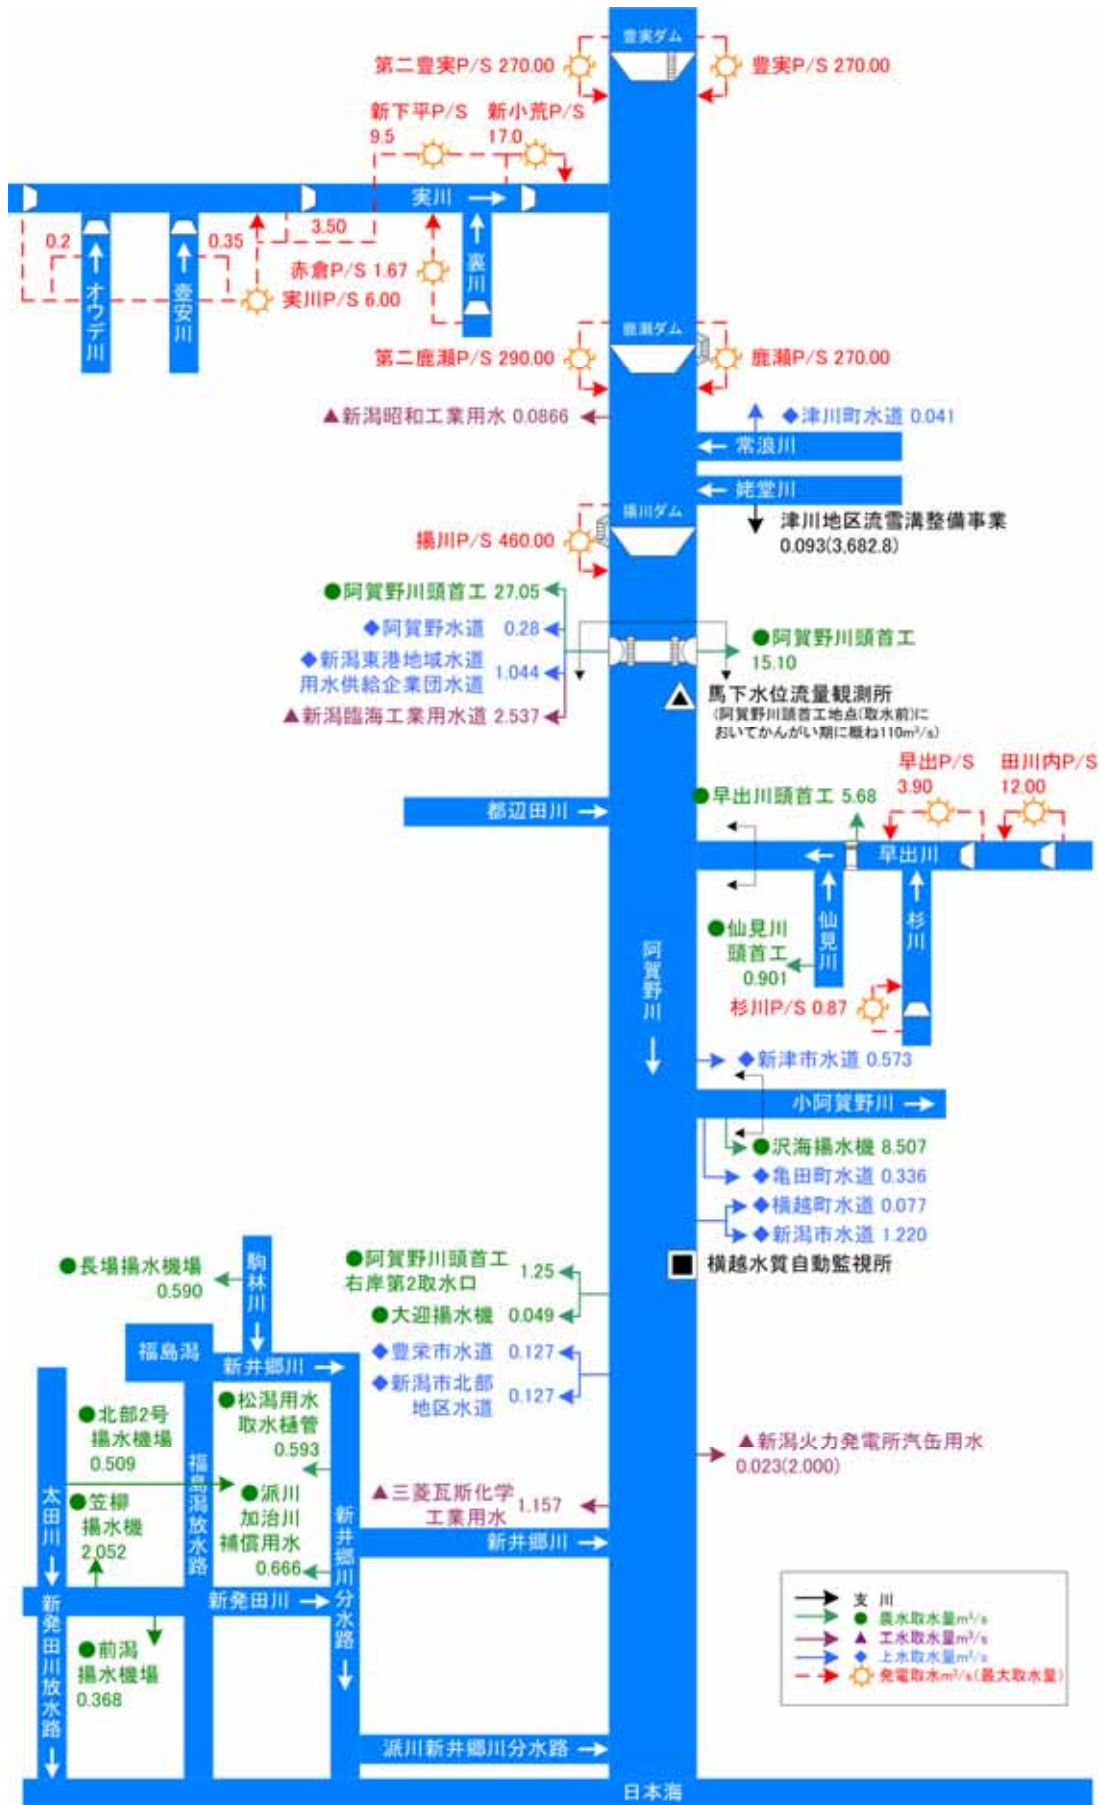 豊実ダム
第二豊実P/S 270.00
豊実P/S 270.00
新下平P/S
9.5
新小荒P/S
17.0
実川
3.50
0.2
0.35
赤倉P/S 1.67
実川P/S 6.00
オウデ川
壺安川
裏川
鹿瀬ダム
第二鹿瀬P/S 290.00
鹿瀬P/S 270.00
▲新潟昭和工業用水 0.0866
◆津川町水道 0.041
常浪川
姥堂川
津川地区流雪溝整備事業
0.093(3,682.8)
揚川ダム
揚川P/S 460.00
●阿賀野川頭首工 27.05
◆阿賀野水道 0.28
◆新潟東港地域水道
用水供給企業団水道
1.044
▲新潟臨海工業用水道 2.537
●阿賀野川頭首工
15.10
馬下水位流量観測所
(阿賀野川頭首工地点(取水前)に
おいてかんがい期に概ね110m³/s)
早出P/S
3.90
田川内P/S
12.00
●早出川頭首工 5.68
都辺田川
早出川
●仙見川
頭首工
0.901
仙見川
杉川
杉川P/S 0.87
阿賀野川
◆新津市水道 0.573
小阿賀野川
●沢海揚水機 8.507
◆亀田町水道 0.336
◆横越町水道 0.077
◆新潟市水道 1.220
横越水質自動監視所
●長場揚水機場
0.590
駒林川
●阿賀野川頭首工
右岸第2取水口
1.25
●大迎揚水機 0.049
◆豊栄市水道 0.127
◆新潟市北部
地区水道
0.127
福島潟
新井郷川
●松潟用水
取水樋管
0.593
●北部2号
揚水機場
0.509
福島潟放水路
太田川
●笠柳
揚水機
2.052
●派川
加治川
補償用水
0.666
新井郷川分水路
▲新潟火力発電所汽缶用水
0.023(2.000)
▲三菱瓦斯化学
工業用水
1.157
新井郷川
新発田川
新発田川放水路
●前潟
揚水機場
0.368
派川新井郷川分水路
支 川
● 農水取水量m³/s
▲ 工水取水量m³/s
◆ 上水取水量m³/s
発電取水m³/s(最大取水量)
日本海